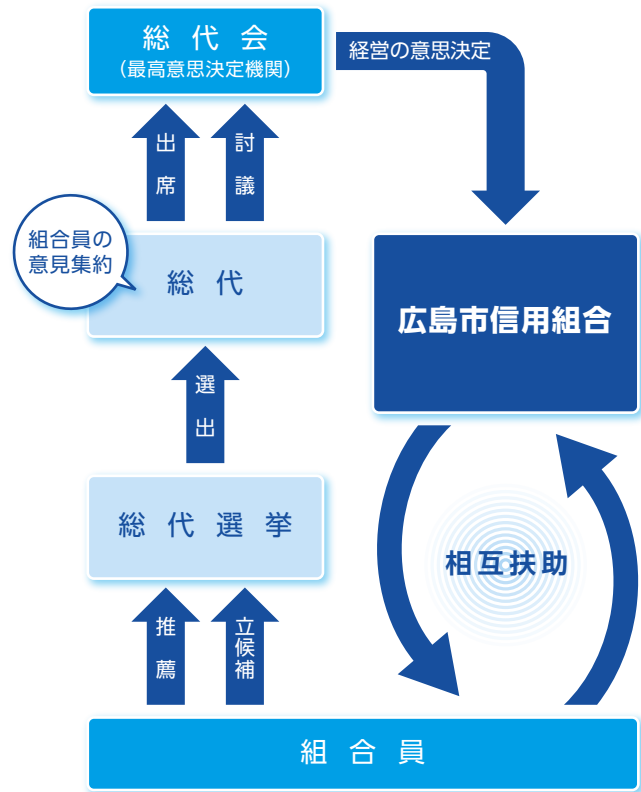 総代会
（最高意思決定機関）
経営の意思決定
出席
討議
組合員の
意見集約
総代
広島市信用組合
選出
総代選挙
相互扶助
推薦
立候補
組合員